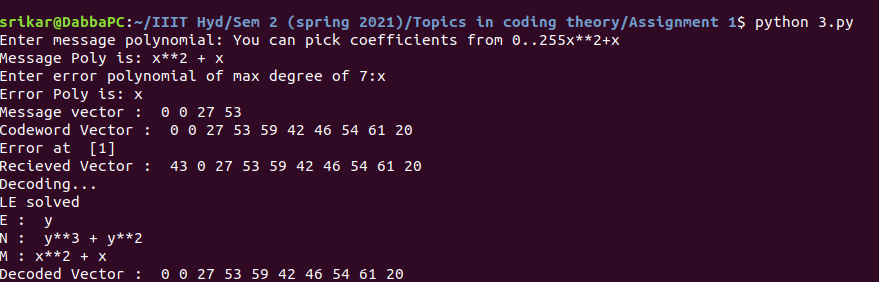 srikar@DabbaPC:~/IIIT Hyd/Sem 2 (spring 2021)/Topics in coding theory/Assignment 1$ python 3.py
Enter message polynomial: You can pick coefficients from 0..255x**2+x
Message Poly is: x**2 + x
Enter error polynomial of max degree of 7:x
Error Poly is: x
Message vector :  0 0 27 53
Codeword Vector :  0 0 27 53 59 42 46 54 61 20
Error at  [1]
Recieved Vector :  43 0 27 53 59 42 46 54 61 20
Decoding...
LE solved
E :  y
N :  y**3 + y**2
M : x**2 + x
Decoded Vector :  0 0 27 53 59 42 46 54 61 20